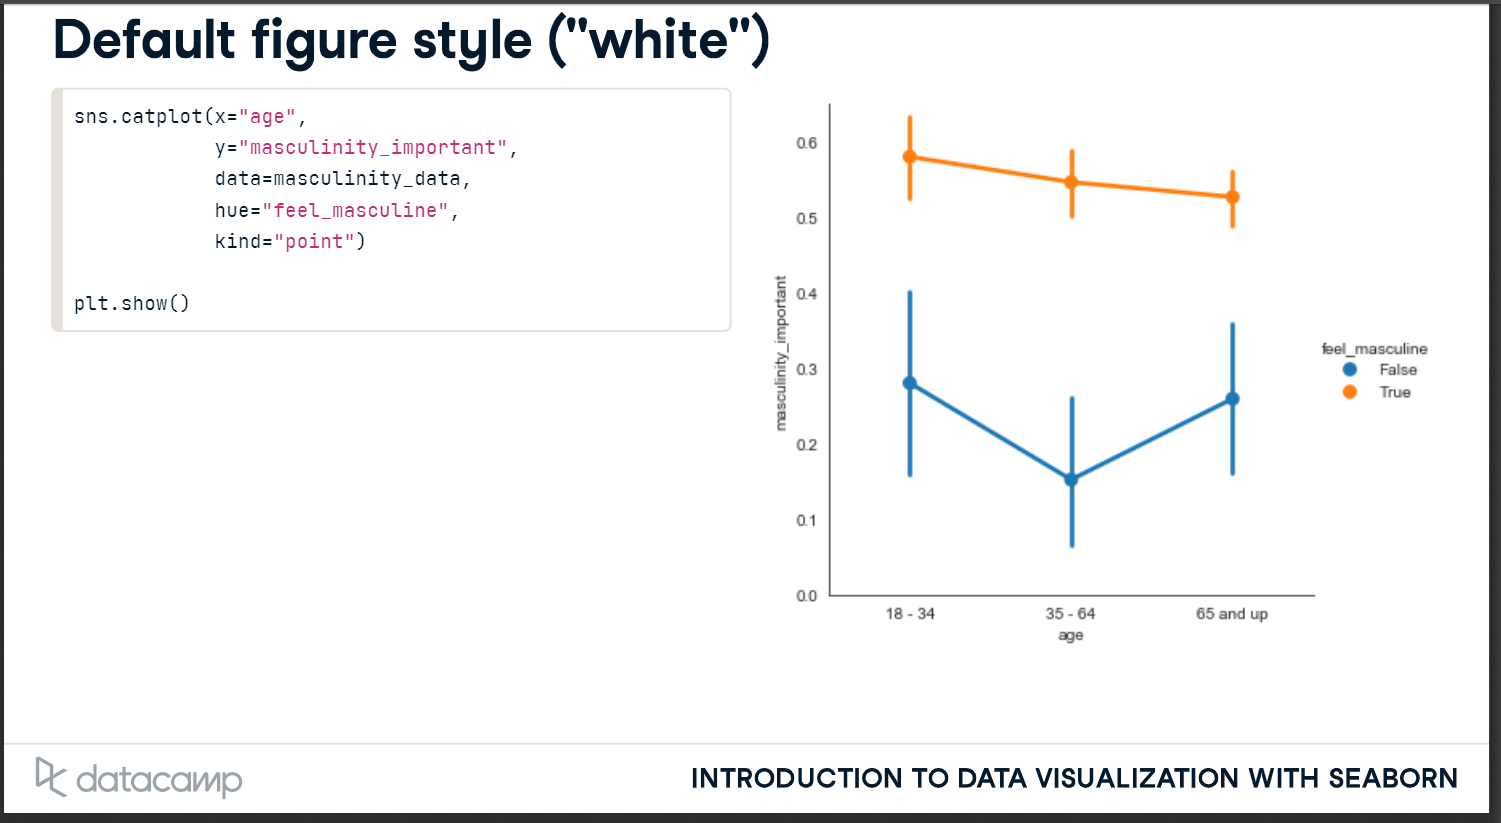 Default figure style ("white")
sns.catplot(x="age",
            y="masculinity_important",
            data=masculinity_data,
            hue="feel_masculine",
            kind="point")
plt.show()
0.6
0.5
0.4
0.3
0.2
0.1
0.0
masculinity_important
18 - 34
35 - 64
65 and up
age
feel_masculine
False
True
datacamp
INTRODUCTION TO DATA VISUALIZATION WITH SEABORN